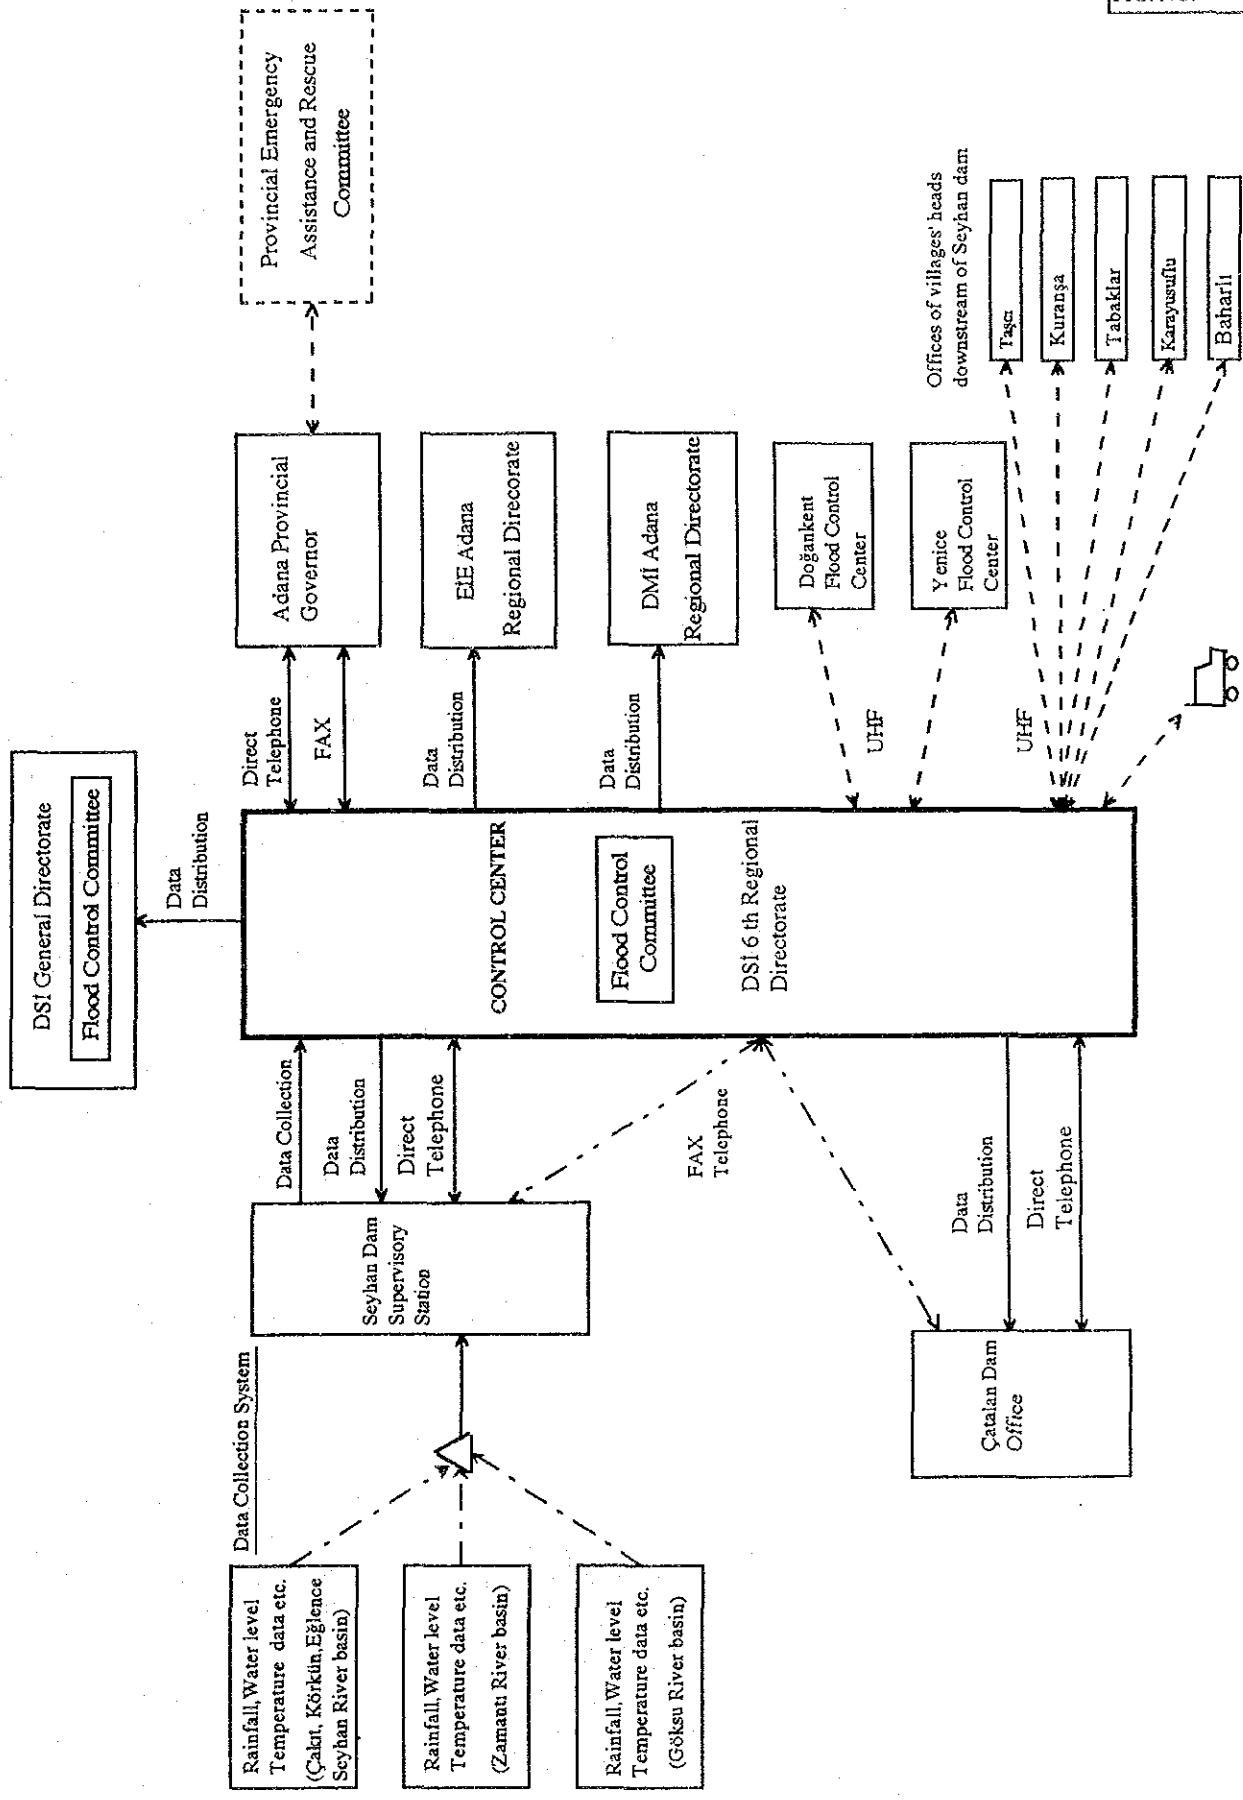 DSİ General Directorate
Flood Control Committee
Data
Distribution
Data Collection System
Rainfall,Water level
Temperature data etc.
(Çakıt, Körkün,Eğlence
Seyhan River basin)
Rainfall,Water level
Temperature data etc.
(Zamantı River basin)
Rainfall,Water level
Temperature data etc.
(Göksu River basin)
Seyhan Dam
Supervisory
Station
Data Collection
Data
Distribution
Direct
Telephone
FAX
Telephone
Çatalan Dam
Office
Data
Distribution
Direct
Telephone
CONTROL CENTER
Flood Control
Committee
DSİ 6 th Regional
Directorate
Direct
Telephone
FAX
Data
Distribution
Data
Distribution
UHF
UHF
Adana Provincial
Governor
EİE Adana
Regional Direcorate
DMİ Adana
Regional Directorate
Doğankent
Flood Control
Center
Yenice
Flood Control
Center
Provincial Emergency
Assistance and Rescue
Committee
Offices of villages' heads
downstream of Seyhan dam
Taşcı
Kuranşa
Tabaklar
Karayusuflu
Baharlı